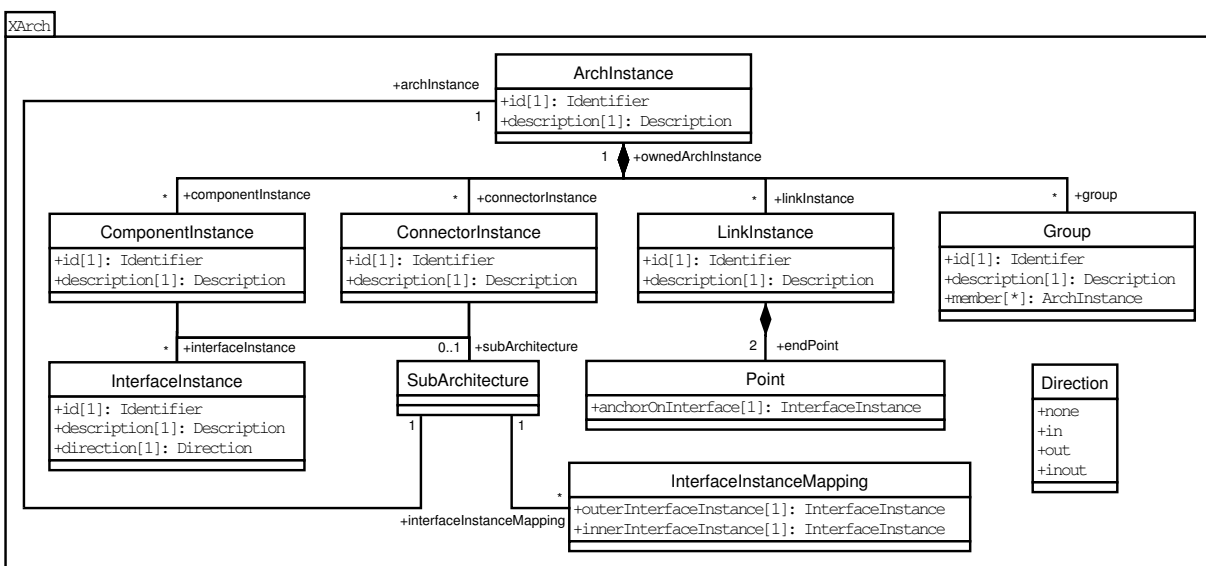 XArch
ArchInstance
+id[1]: Identifier
+description[1]: Description
+archInstance
1
1
+ownedArchInstance
* +componentInstance
* +connectorInstance
* +linkInstance
* +group
ComponentInstance
+id[1]: Identifier
+description[1]: Description
ConnectorInstance
+id[1]: Identifier
+description[1]: Description
LinkInstance
+id[1]: Identifier
+description[1]: Description
Group
+id[1]: Identifer
+description[1]: Description
+member[*]: ArchInstance
* +interfaceInstance
0..1 +subArchitecture
2 +endPoint
InterfaceInstance
+id[1]: Identifier
+description[1]: Description
+direction[1]: Direction
SubArchitecture
1
1
Point
+anchorOnInterface[1]: InterfaceInstance
Direction
+none
+in
+out
+inout
*
+interfaceInstanceMapping
InterfaceInstanceMapping
+outerInterfaceInstance[1]: InterfaceInstance
+innerInterfaceInstance[1]: InterfaceInstance